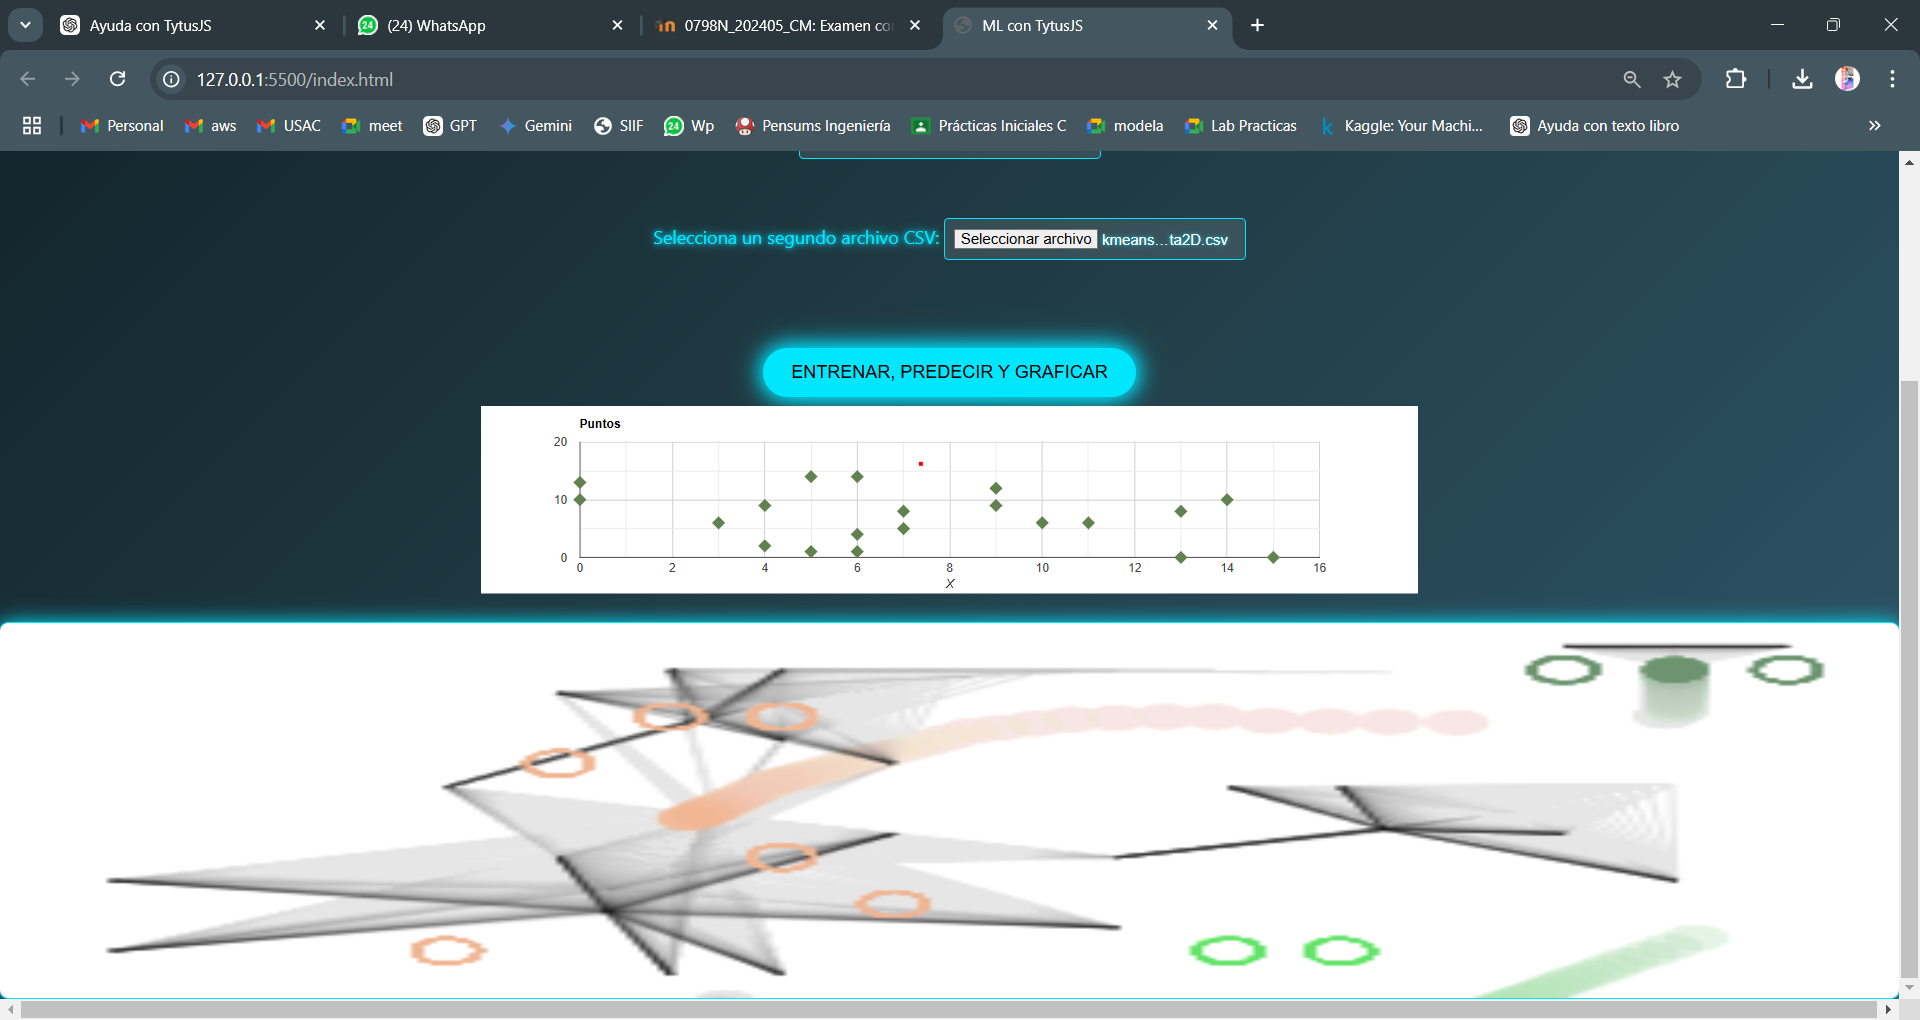 Ayuda con TytusJS
(24) WhatsApp
0798N_202405_CM: Examen co
ML con TytusJS
127.0.0.1:5500/index.html
Personal
aws
USAC
meet
GPT
Gemini
SIIF
24 Wp
Pensums Ingeniería
Prácticas Iniciales C
modela
Lab Practicas
Kaggle: Your Machi...
Ayuda con texto libro
Selecciona un segundo archivo CSV: Seleccionar archivo kmeans...ta2D.csv
ENTRENAR, PREDECIR Y GRAFICAR
Puntos
20
10
0
0 2 4 6 8 10 12 14 16
X